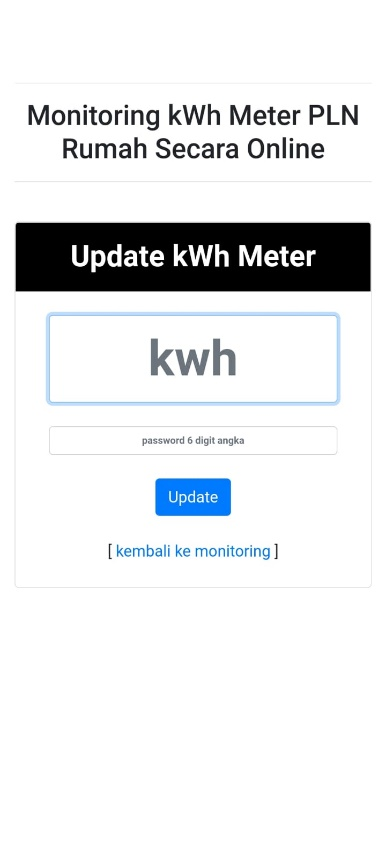 Monitoring kWh Meter PLN
Rumah Secara Online
Update kWh Meter
kwh
password 6 digit angka
Update
[ kembali ke monitoring ]